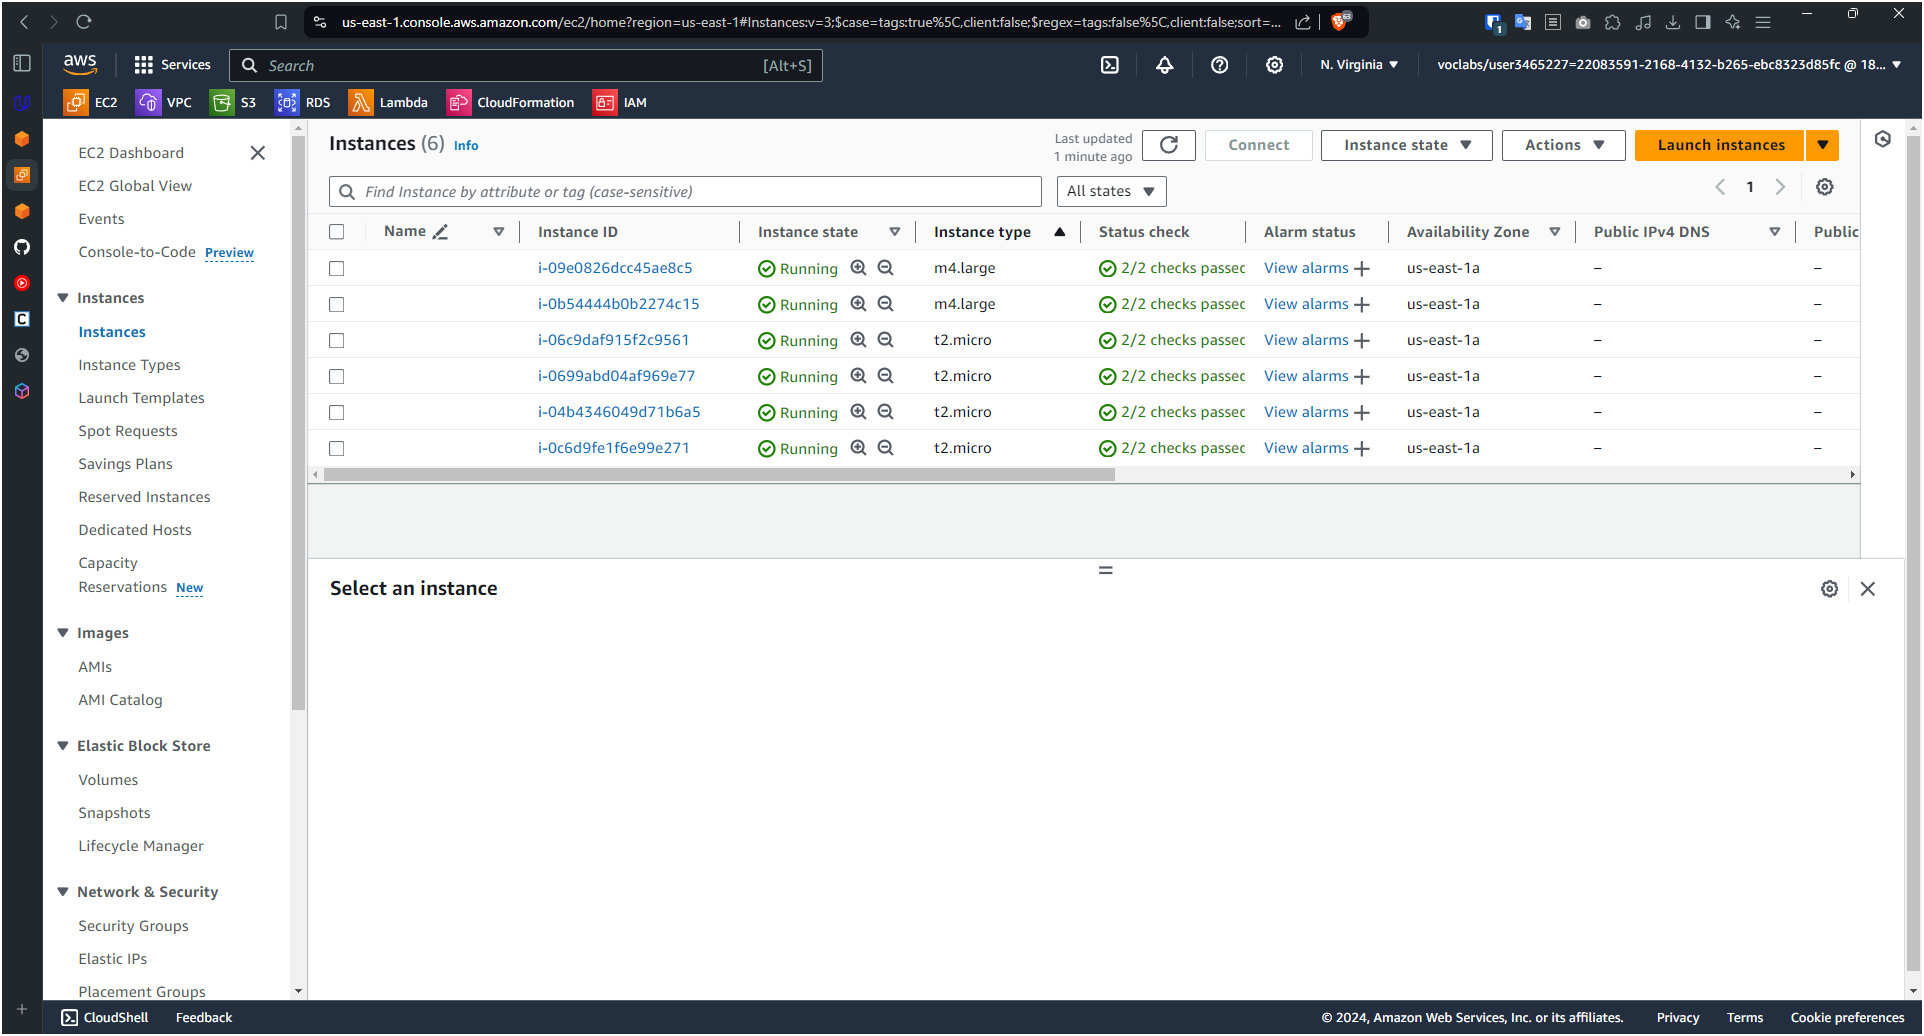 us-east-1.console.aws.amazon.com/ec2/home?region=us-east-1#Instances:v=3;$case=tags:true%5C,client:false;$regex=tags:false%5C,client:false;sort=...
63
1
aws
Services
Search
[Alt+S]
N. Virginia
voclabs/user3465227=22083591-2168-4132-b265-ebc8323d85fc @ 18...
EC2
VPC
S3
RDS
Lambda
CloudFormation
IAM
EC2 Dashboard
EC2 Global View
Events
Console-to-Code Preview
Instances
Instances
Instance Types
Launch Templates
Spot Requests
Savings Plans
Reserved Instances
Dedicated Hosts
Capacity
Reservations New
Images
AMIs
AMI Catalog
Elastic Block Store
Volumes
Snapshots
Lifecycle Manager
Network & Security
Security Groups
Elastic IPs
Placement Groups
Instances (6) Info
Last updated
1 minute ago
Connect
Instance state
Actions
Launch instances
Find Instance by attribute or tag (case-sensitive)
All states
1
Name Instance ID Instance state Instance type Status check Alarm status Availability Zone Public IPv4 DNS Public
i-09e0826dcc45ae8c5 Running m4.large 2/2 checks passed View alarms us-east-1a – –
i-0b54444b0b2274c15 Running m4.large 2/2 checks passed View alarms us-east-1a – –
i-06c9daf915f2c9561 Running t2.micro 2/2 checks passed View alarms us-east-1a – –
i-0699abd04af969e77 Running t2.micro 2/2 checks passed View alarms us-east-1a – –
i-04b4346049d71b6a5 Running t2.micro 2/2 checks passed View alarms us-east-1a – –
i-0c6d9fe1f6e99e271 Running t2.micro 2/2 checks passed View alarms us-east-1a – –
Select an instance
CloudShell
Feedback
© 2024, Amazon Web Services, Inc. or its affiliates.
Privacy
Terms
Cookie preferences